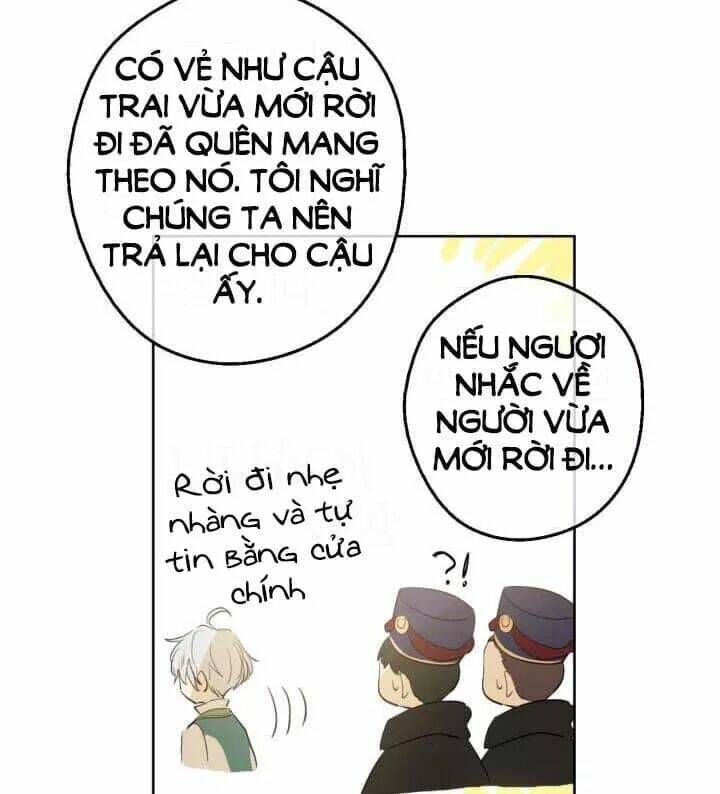 CÓ VẺ NHƯ CẬU
TRAI VỪA MỚI RỜI
ĐI ĐÃ QUÊN MANG
THEO NÓ. TÔI NGHĨ
CHÚNG TA NÊN
TRẢ LẠI CHO CẬU
ẤY.
NẾU NGƯƠI
NHẮC VỀ
NGƯỜI VỪA
MỚI RỜI ĐI...
Rời đi nhẹ
nhàng và tự
tin bằng cửa
chính
?!